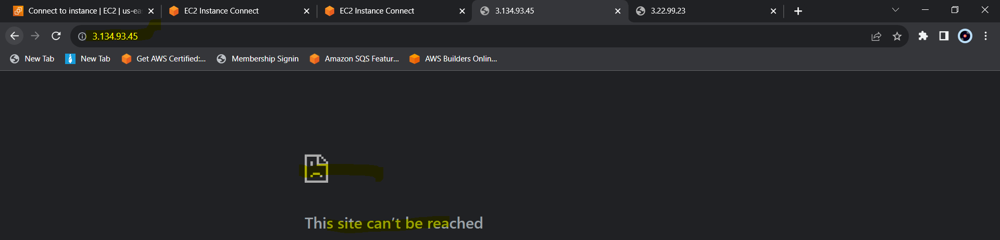 Connect to instance | EC2 | us-eas
EC2 Instance Connect
EC2 Instance Connect
3.134.93.45
3.22.99.23
3.134.93.45
New Tab
New Tab
Get AWS Certified:...
Membership Signin
Amazon SQS Featur...
AWS Builders Onlin...
This site can't be reached